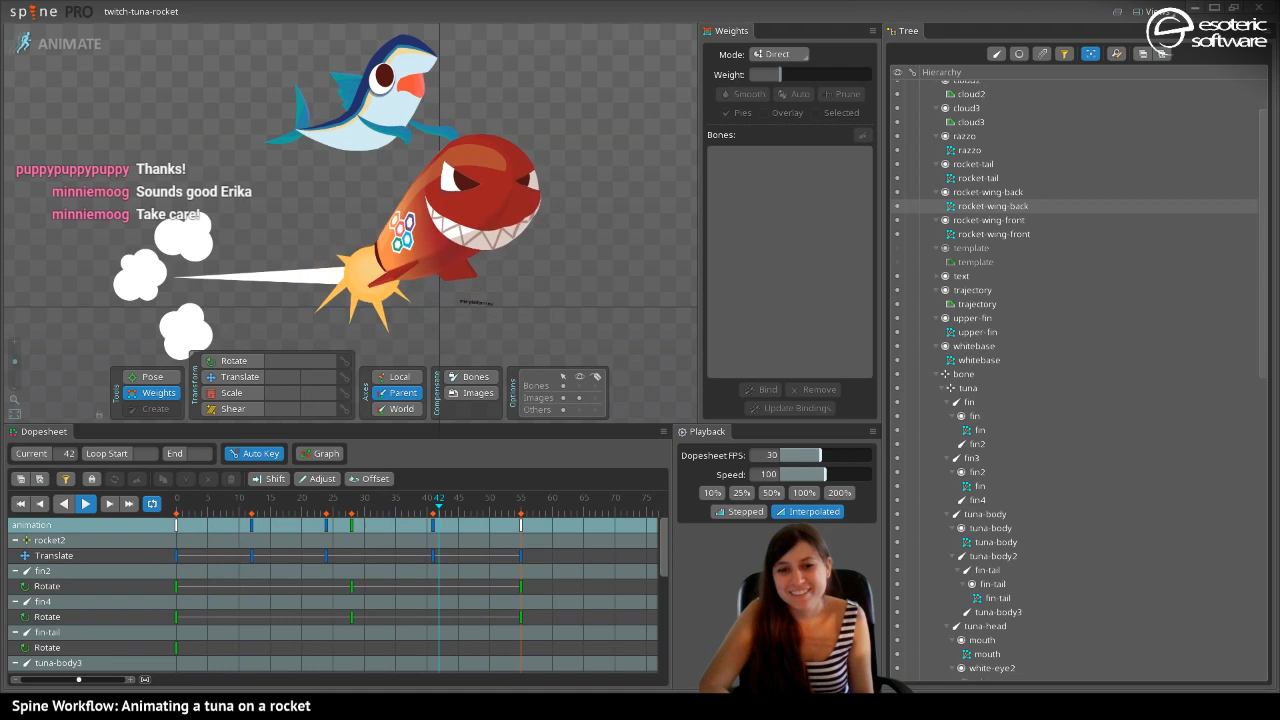 spine PRO
twitch-tuna-rocket
Views
esoteric software
ANIMATE
puppypuppypuppy Thanks!
minniemoog Sounds good Erika
minniemoog Take care!
Tools
Pose
Weights
Create
Transform
Rotate
Translate
Scale
Shear
Axes
Local
Parent
World
Compensate
Bones
Images
Options
Bones
Images
Others
Weights
Mode: Direct
Weight:
Smooth Auto Prune
Pies Overlay Selected
Bones:
Bind Remove
Update Bindings
Tree
Hierarchy
cloud2
cloud2
cloud3
cloud3
razzo
razzo
rocket-tail
rocket-tail
rocket-wing-back
rocket-wing-back
rocket-wing-front
rocket-wing-front
template
template
text
trajectory
trajectory
upper-fin
upper-fin
whitebase
whitebase
bone
tuna
fin
fin
fin
fin2
fin3
fin2
fin
fin4
tuna-body
tuna-body
tuna-body
tuna-body2
fin-tail
fin-tail
fin-tail
tuna-body3
tuna-head
mouth
mouth
white-eye2
Dopesheet
Current 42 Loop Start End Auto Key Graph
Shift Adjust Offset
0 5 10 15 20 25 30 35 40 42 45 50 55 60 65 70 75
animation
rocket2
Translate
fin2
Rotate
fin4
Rotate
fin-tail
Rotate
tuna-body3
Playback
Dopesheet FPS: 30
Speed: 100
10% 25% 50% 100% 200%
Stepped Interpolated
Spine Workflow: Animating a tuna on a rocket